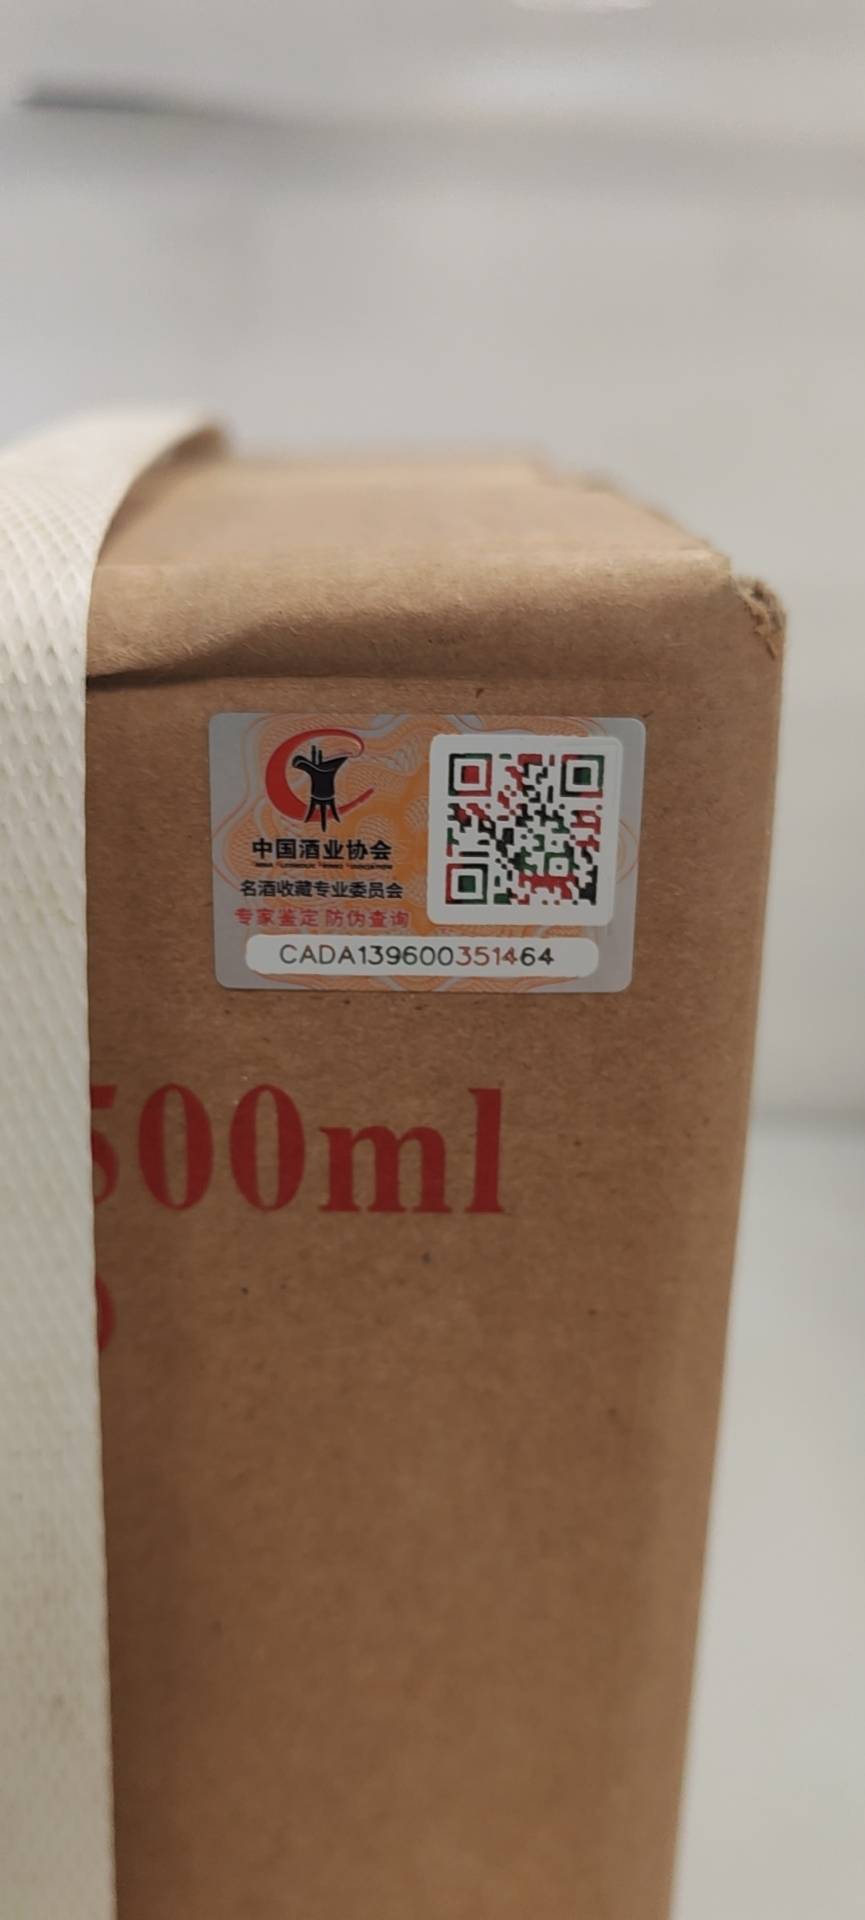 中国酒业协会
名酒收藏专业委员会
专家鉴定 防伪查询
CADA139600351464
500ml